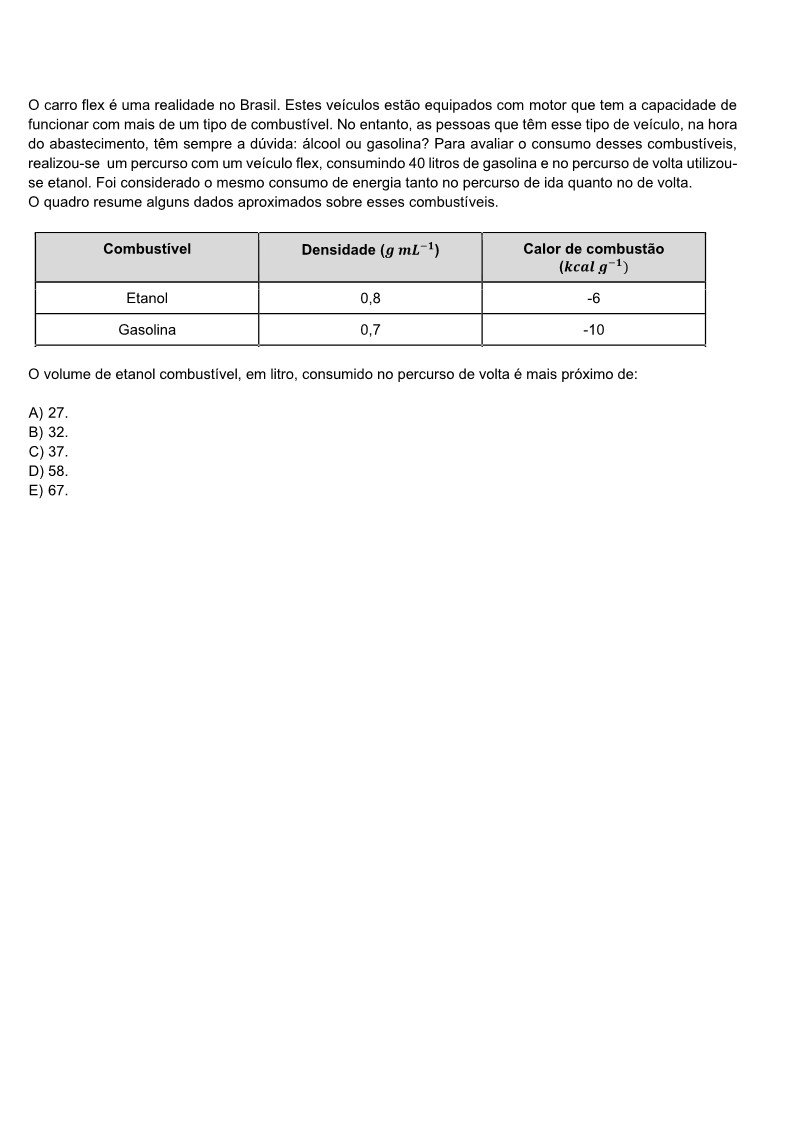 O carro flex é uma realidade no Brasil. Estes veículos estão equipados com motor que tem a capacidade de
funcionar com mais de um tipo de combustível. No entanto, as pessoas que têm esse tipo de veículo, na hora
do abastecimento, têm sempre a dúvida: álcool ou gasolina? Para avaliar o consumo desses combustíveis,
realizou-se um percurso com um veículo flex, consumindo 40 litros de gasolina e no percurso de volta utilizou-
se etanol. Foi considerado o mesmo consumo de energia tanto no percurso de ida quanto no de volta.
O quadro resume alguns dados aproximados sobre esses combustíveis.
Combustível Densidade (g mL⁻¹) Calor de combustão
(kcal g⁻¹)
Etanol 0,8 -6
Gasolina 0,7 -10
O volume de etanol combustível, em litro, consumido no percurso de volta é mais próximo de:
A) 27.
B) 32.
C) 37.
D) 58.
E) 67.